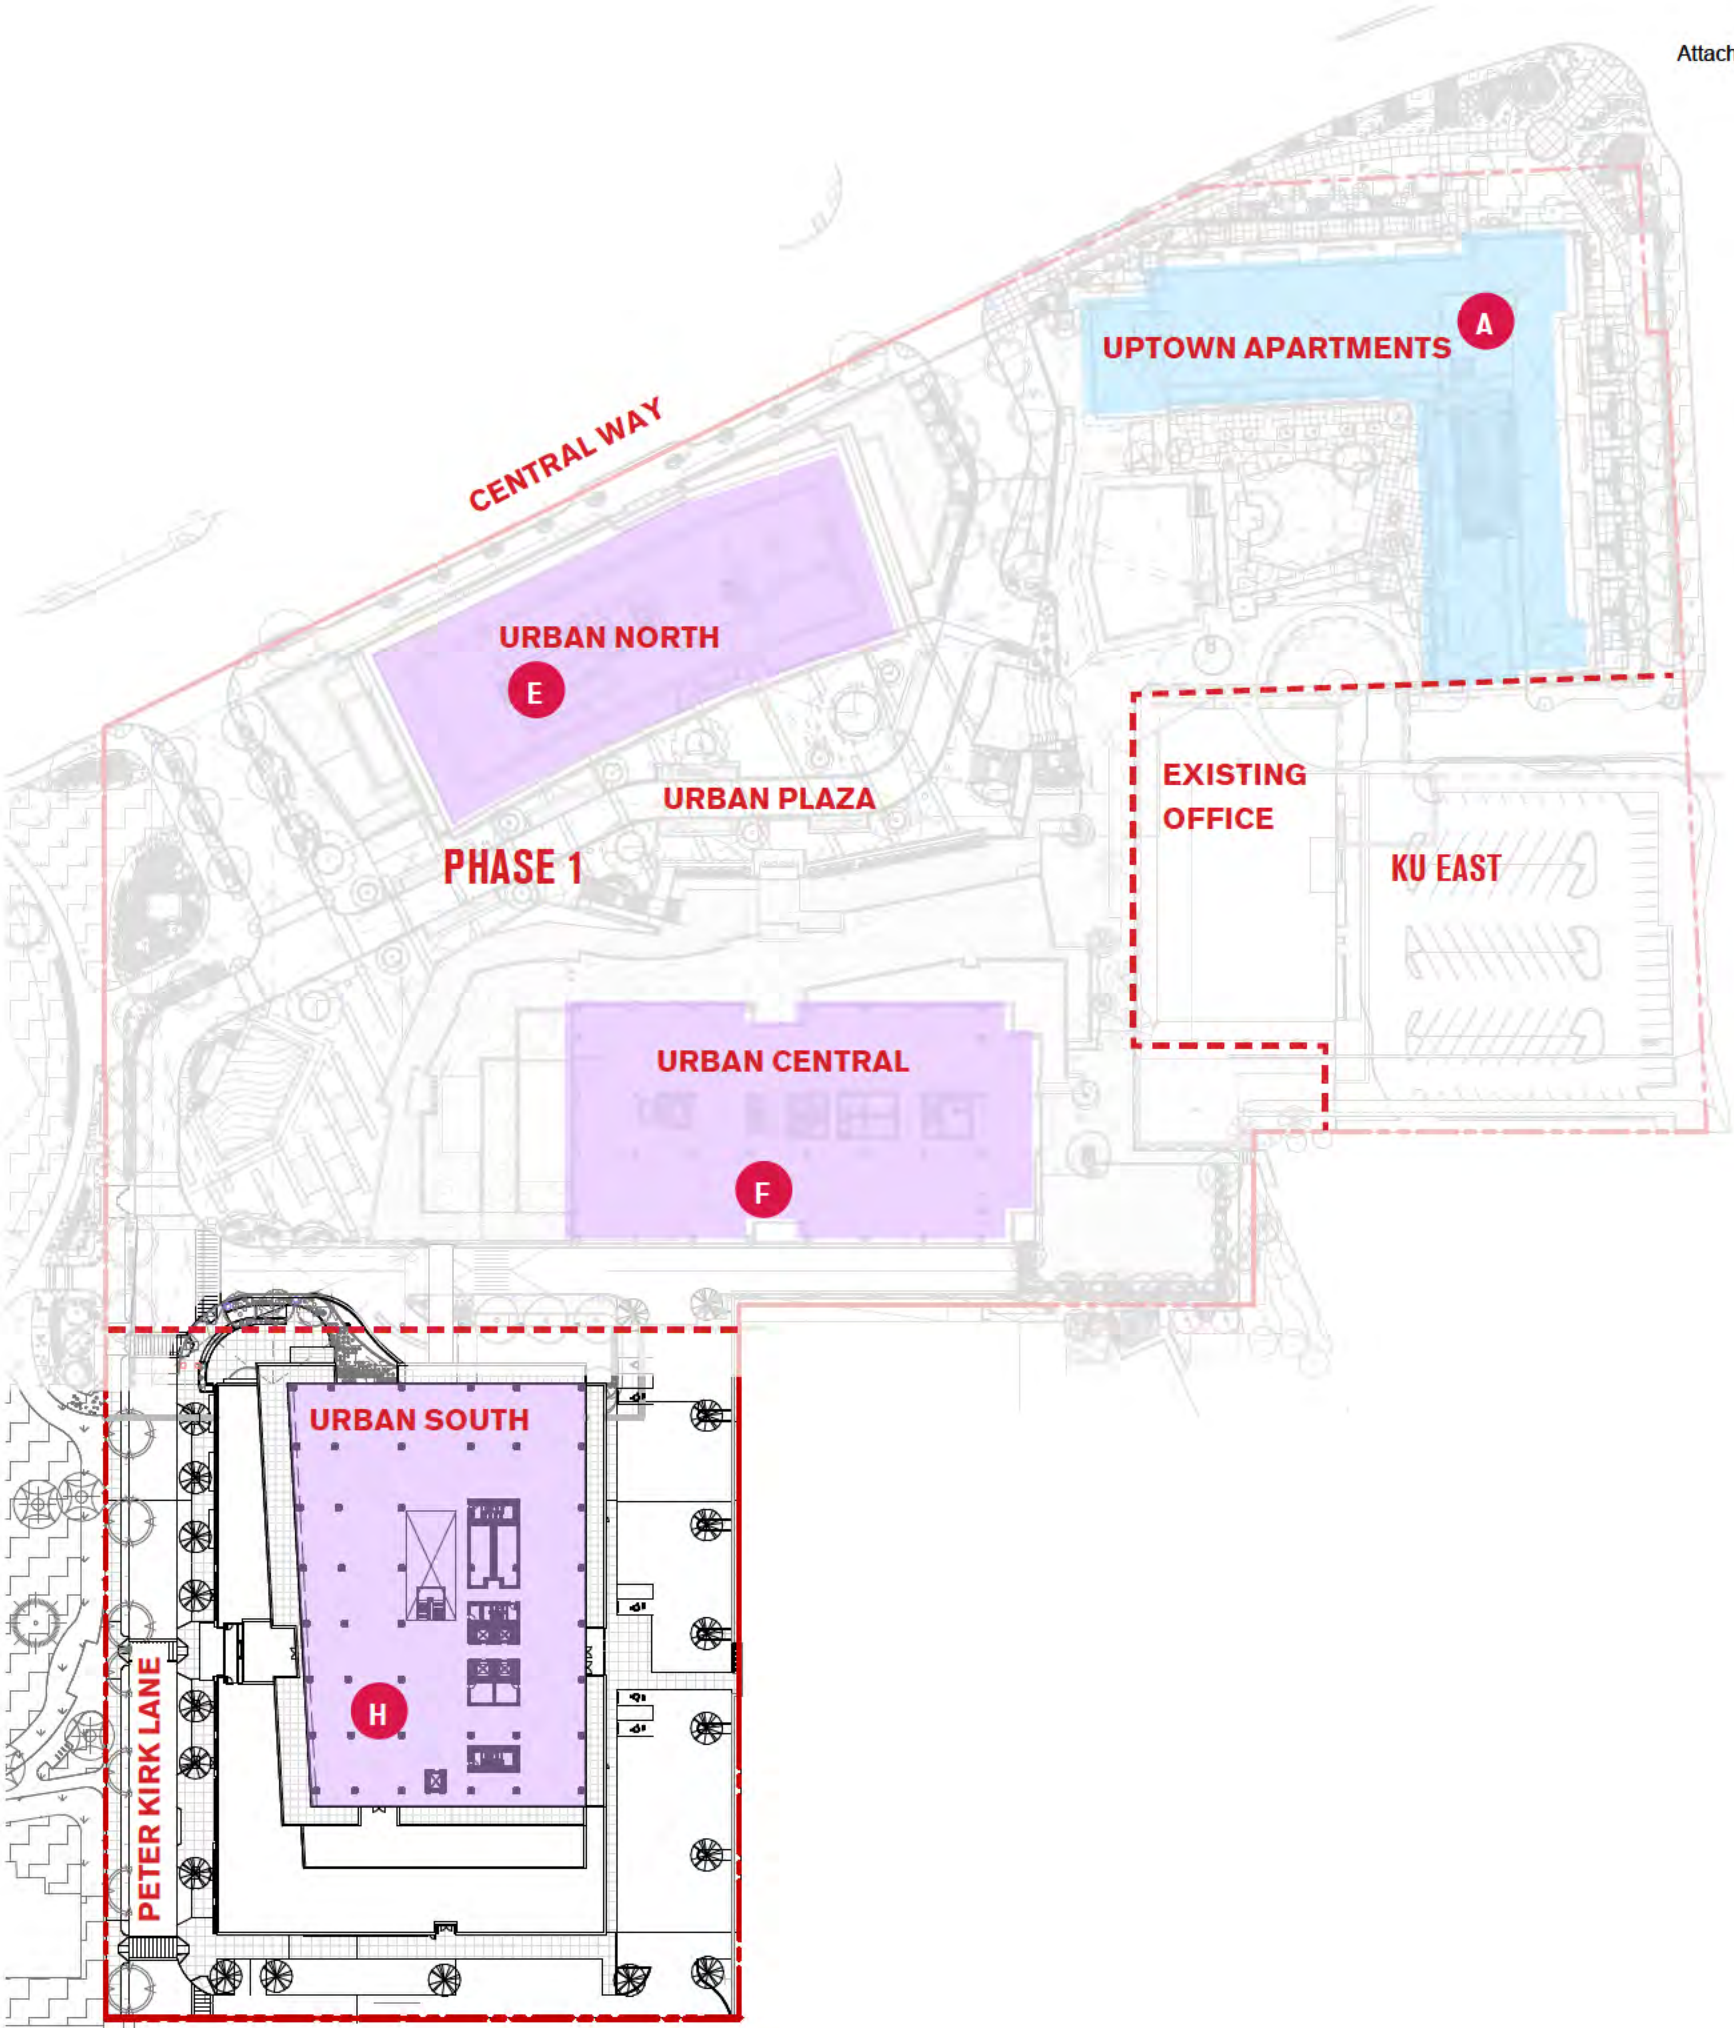 Attach
A
UPTOWN APARTMENTS
CENTRAL WAY
URBAN NORTH
E
EXISTING
OFFICE
URBAN PLAZA
PHASE 1
KU EAST
URBAN CENTRAL
F
URBAN SOUTH
H
PETER KIRK LANE